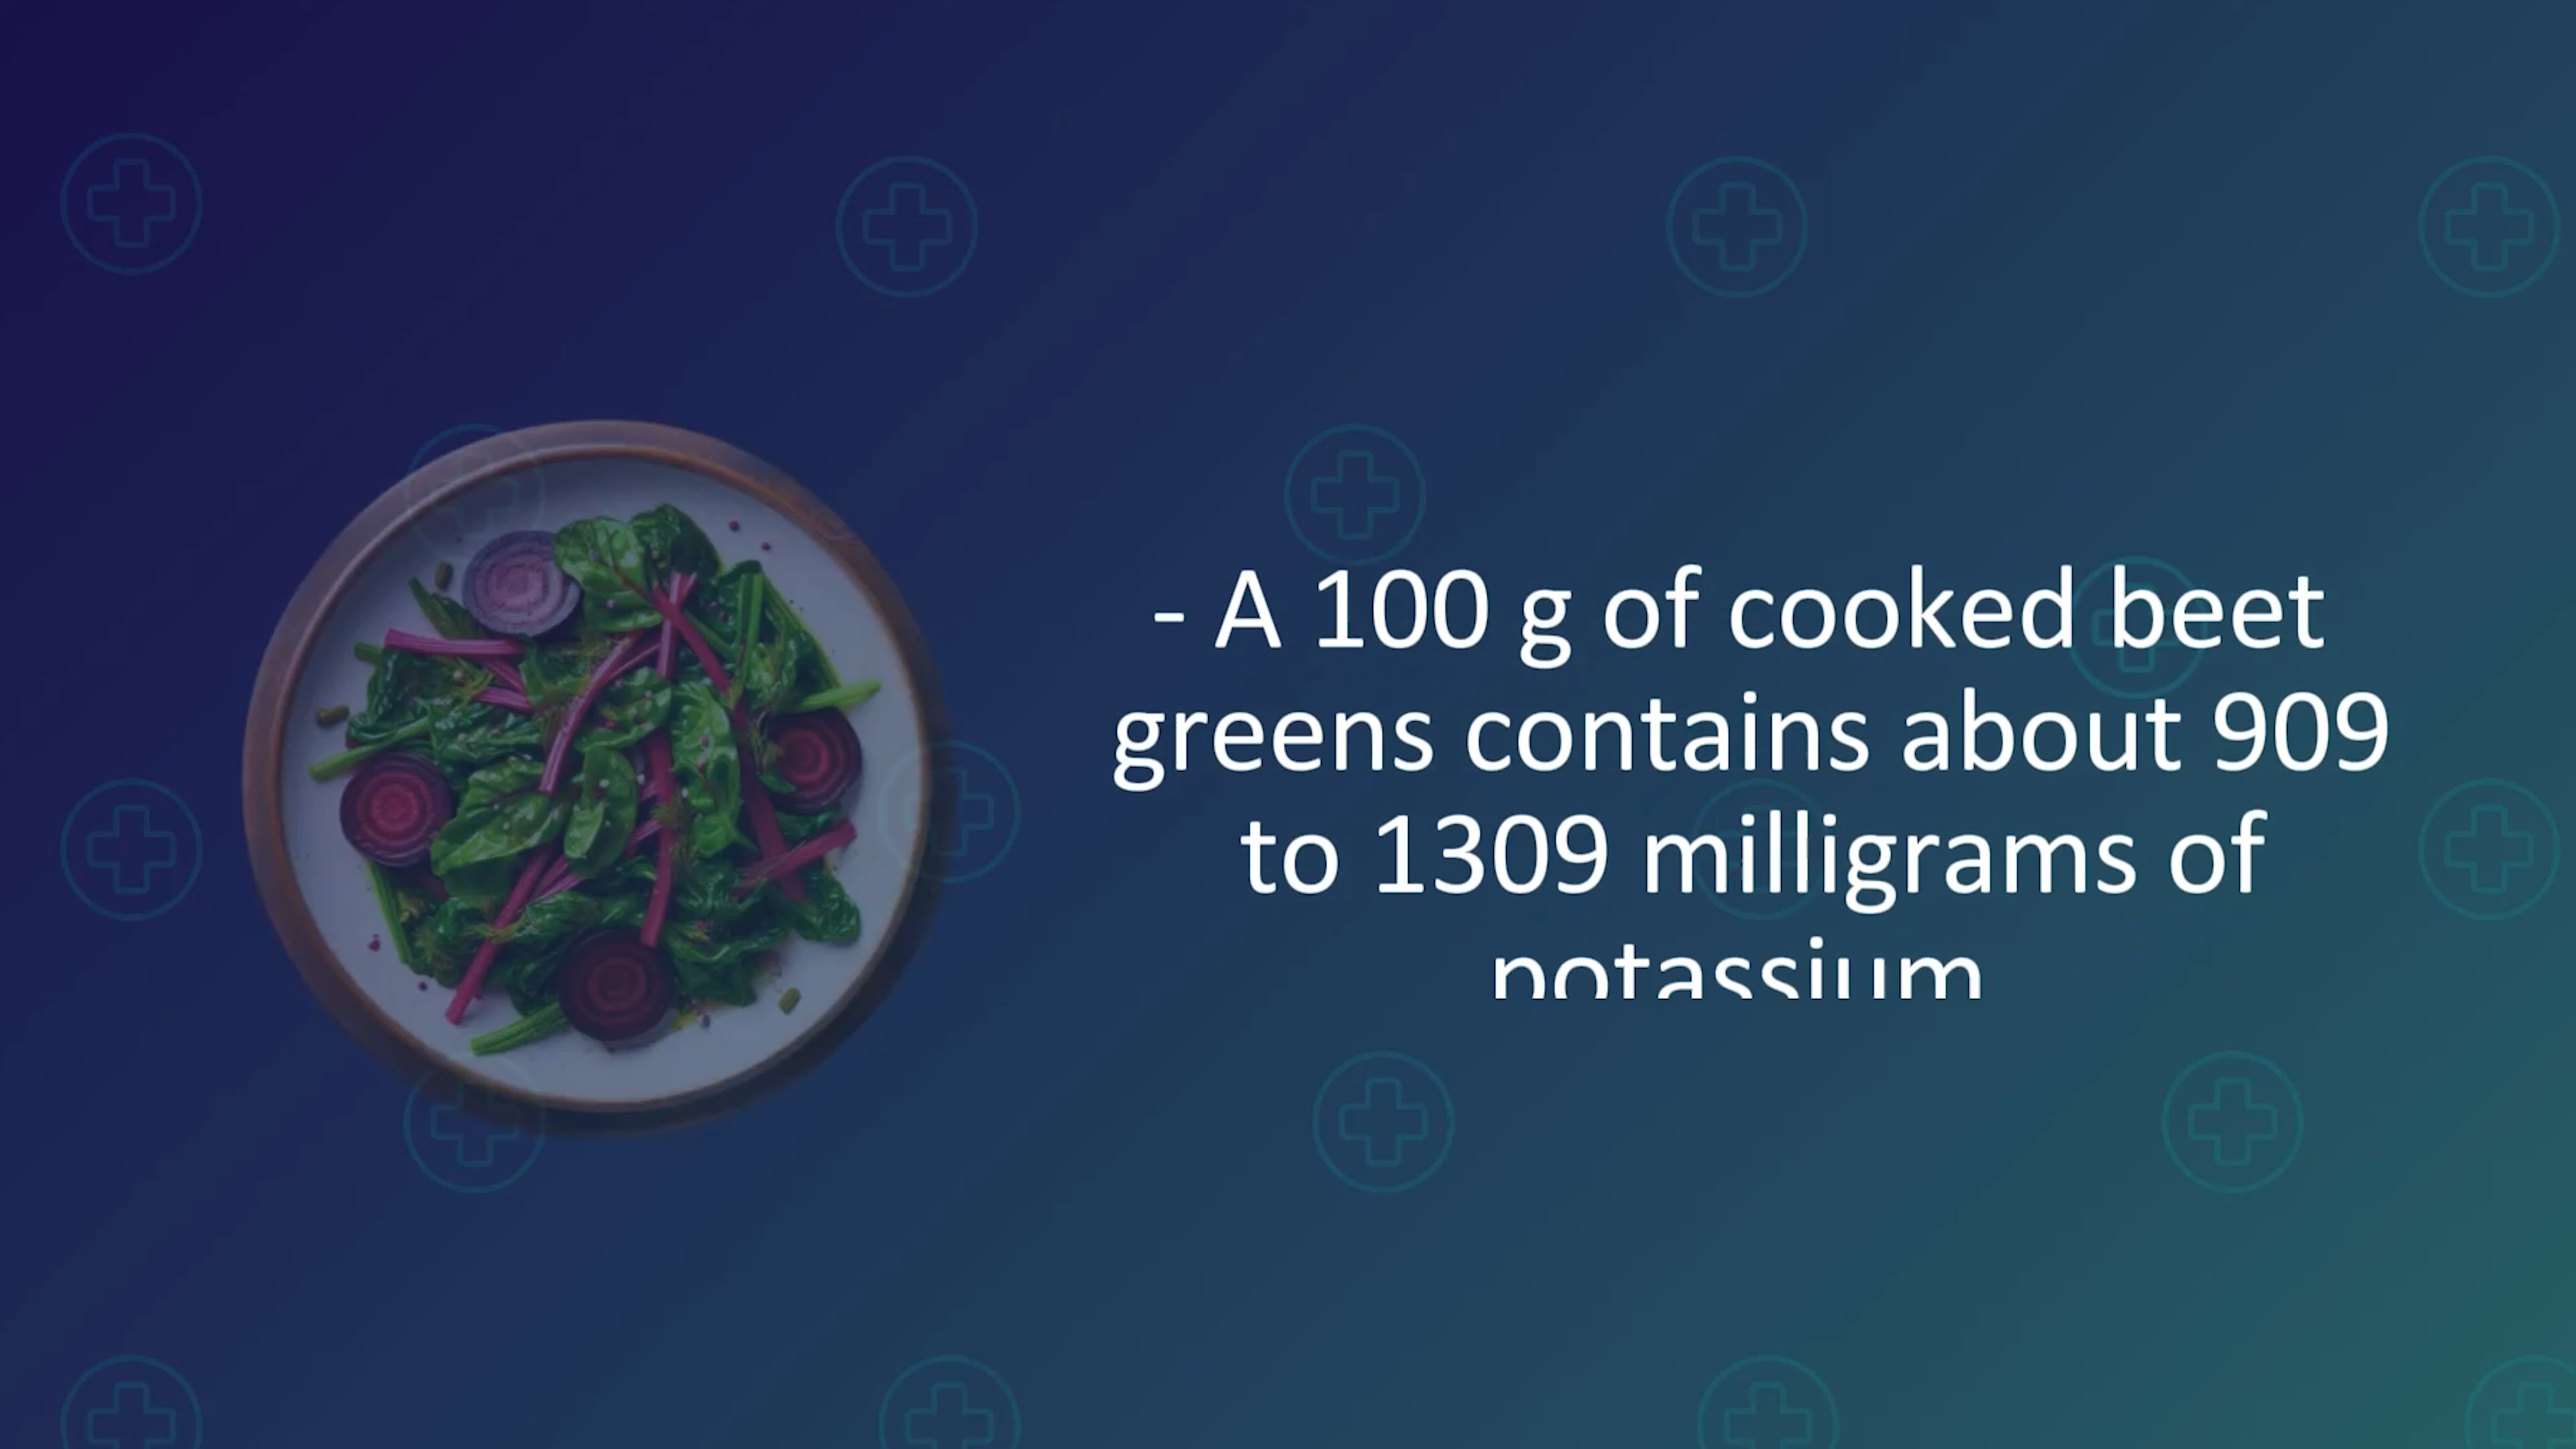 - A 100 g of cooked beet
greens contains about 909
to 1309 milligrams of
potassium